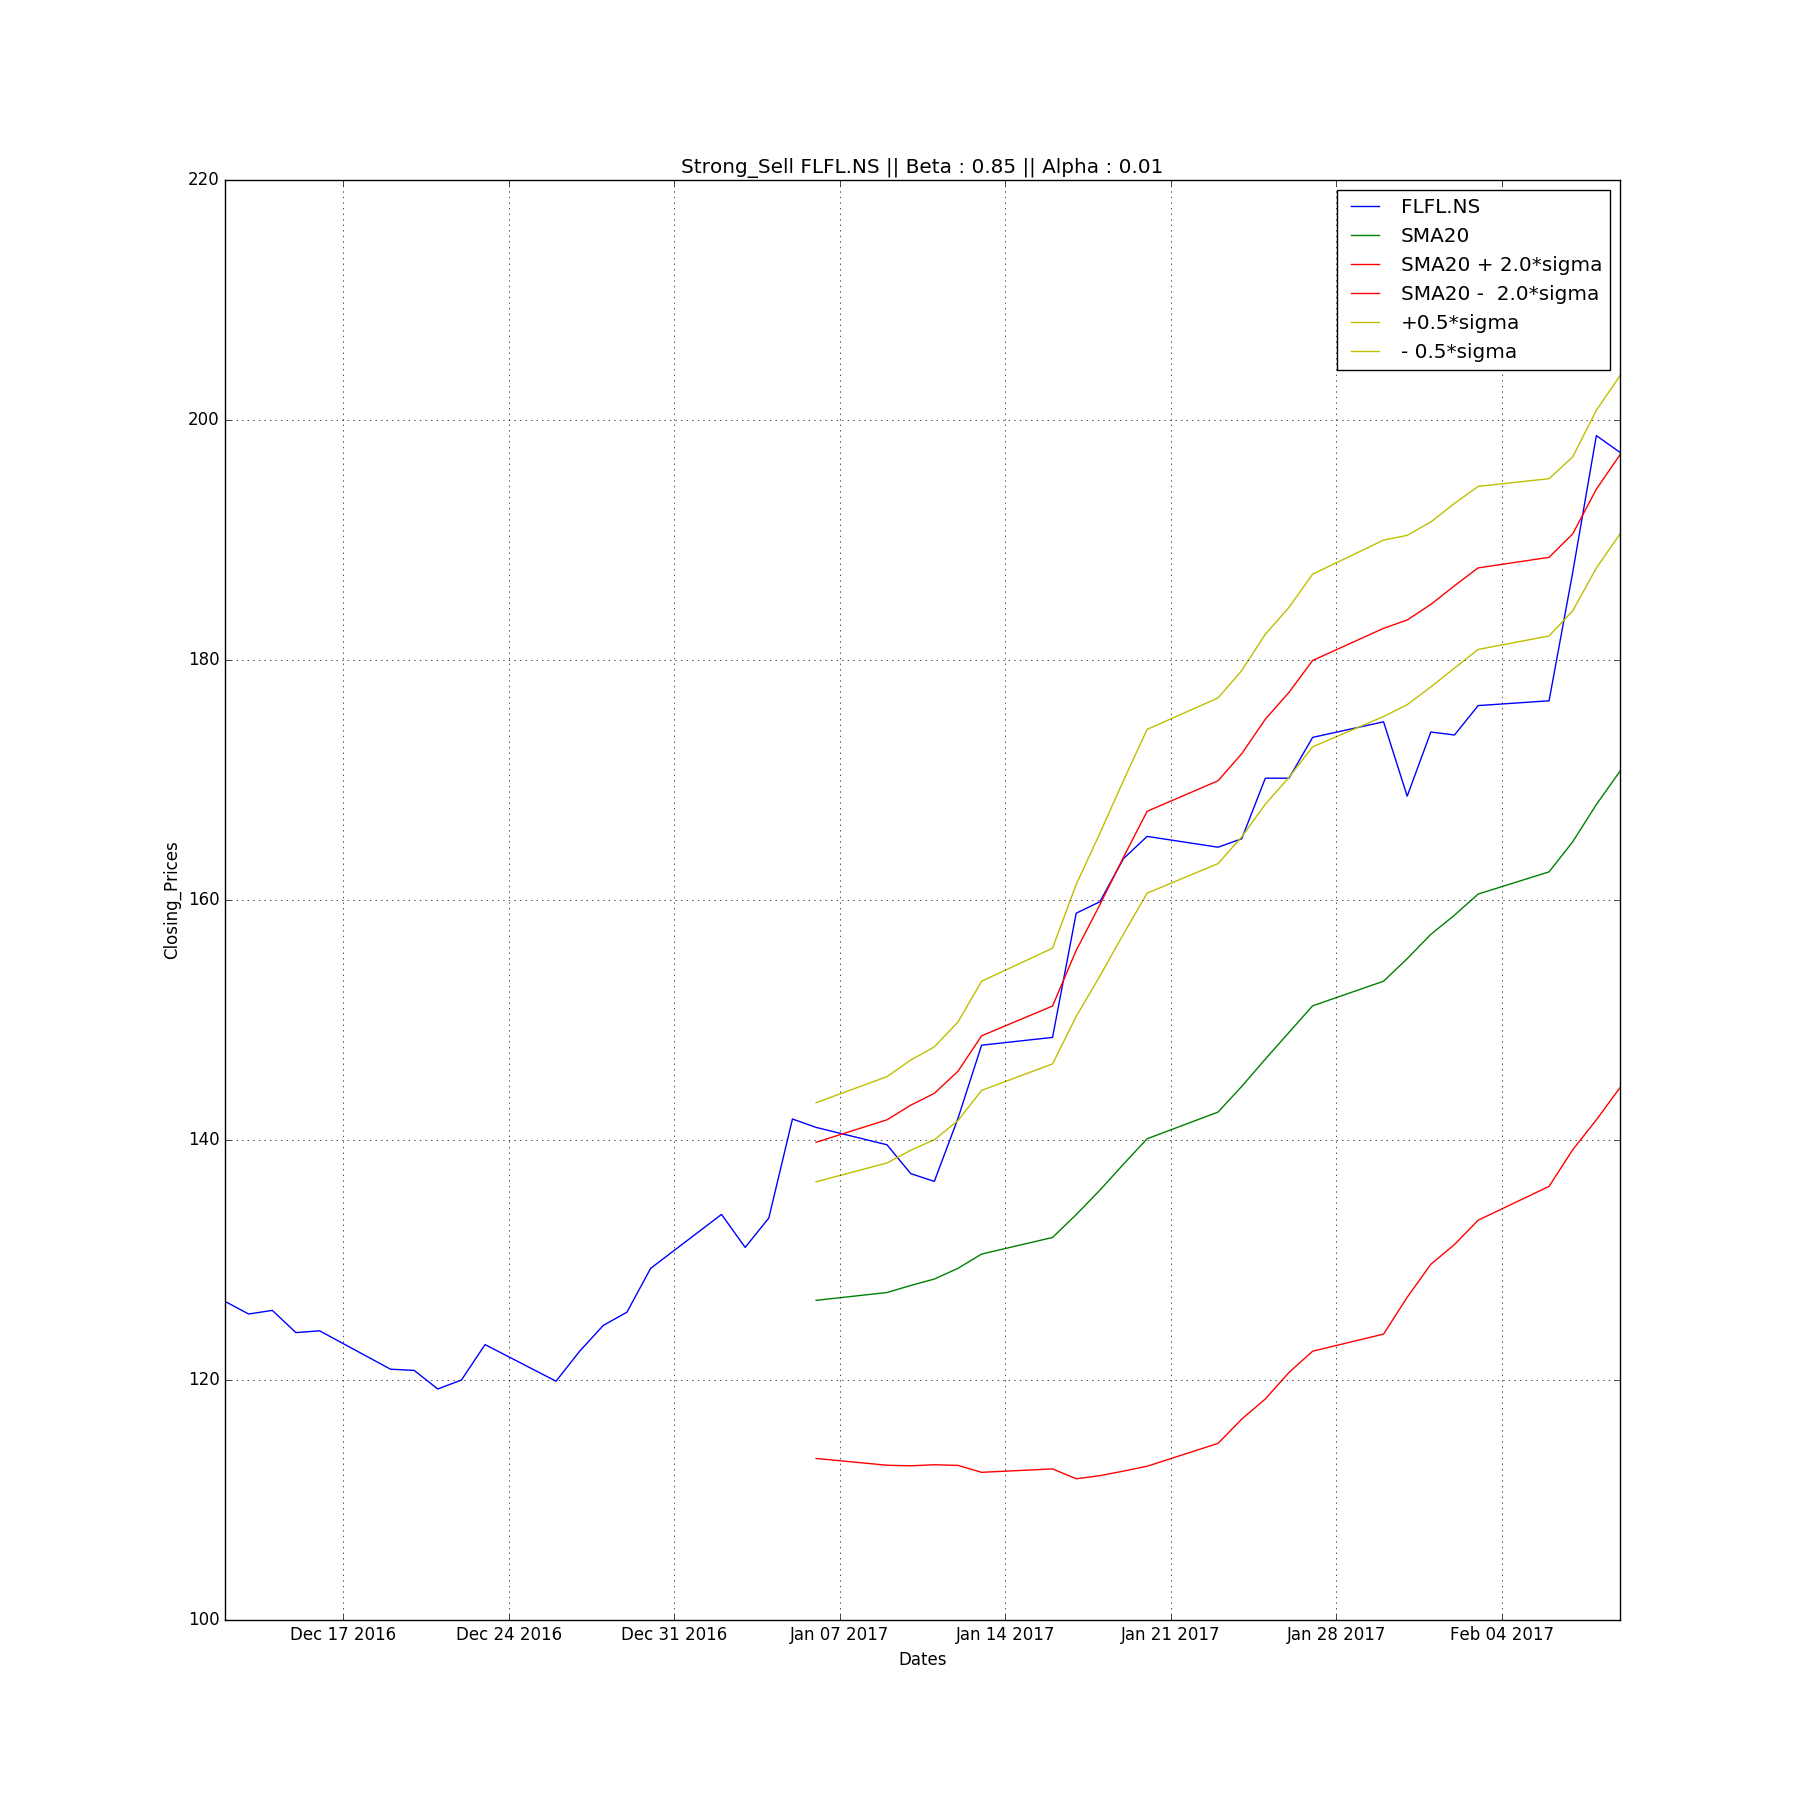 Strong_Sell FLFL.NS || Beta : 0.85 || Alpha : 0.01
220
200
180
160
140
120
100
Closing_Prices
FLFL.NS
SMA20
SMA20 + 2.0*sigma
SMA20 -  2.0*sigma
+0.5*sigma
- 0.5*sigma
Dec 17 2016 Dec 24 2016 Dec 31 2016 Jan 07 2017 Jan 14 2017 Jan 21 2017 Jan 28 2017 Feb 04 2017
Dates